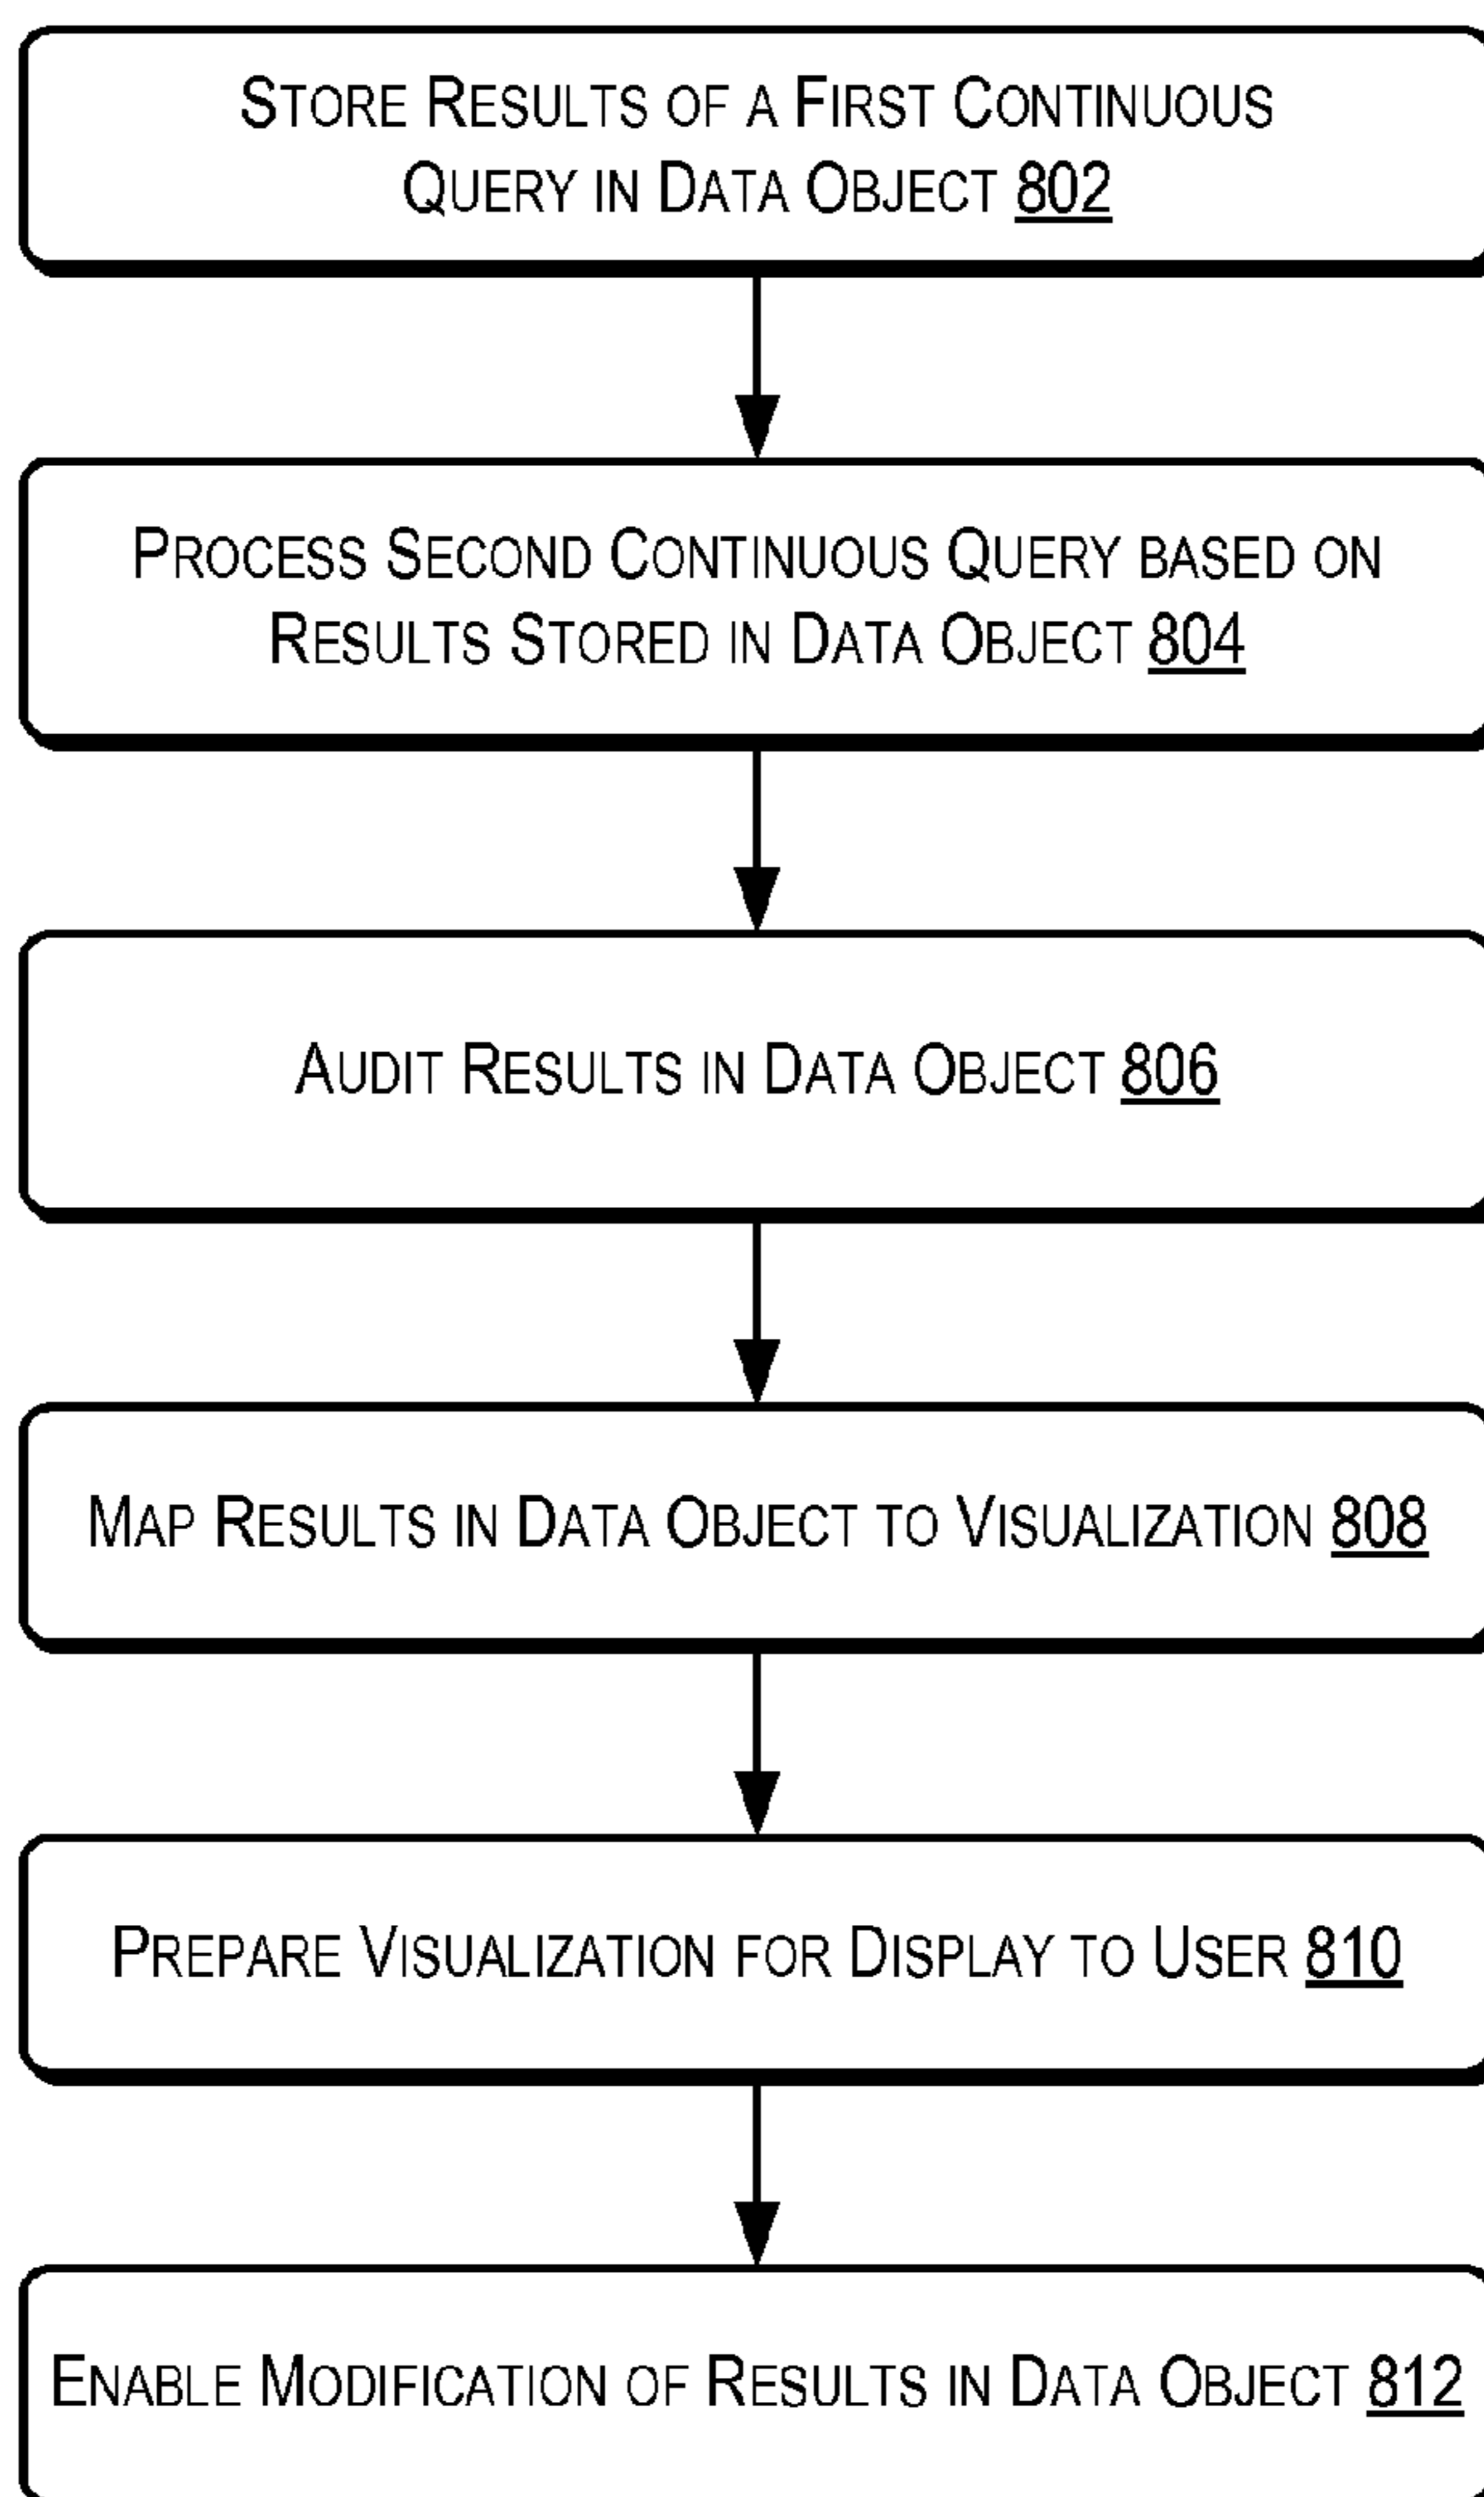 Store Results of a First Continuous
Query in Data Object 802
Process Second Continuous Query based on
Results Stored in Data Object 804
Audit Results in Data Object 806
Map Results in Data Object to Visualization 808
Prepare Visualization for Display to User 810
Enable Modification of Results in Data Object 812